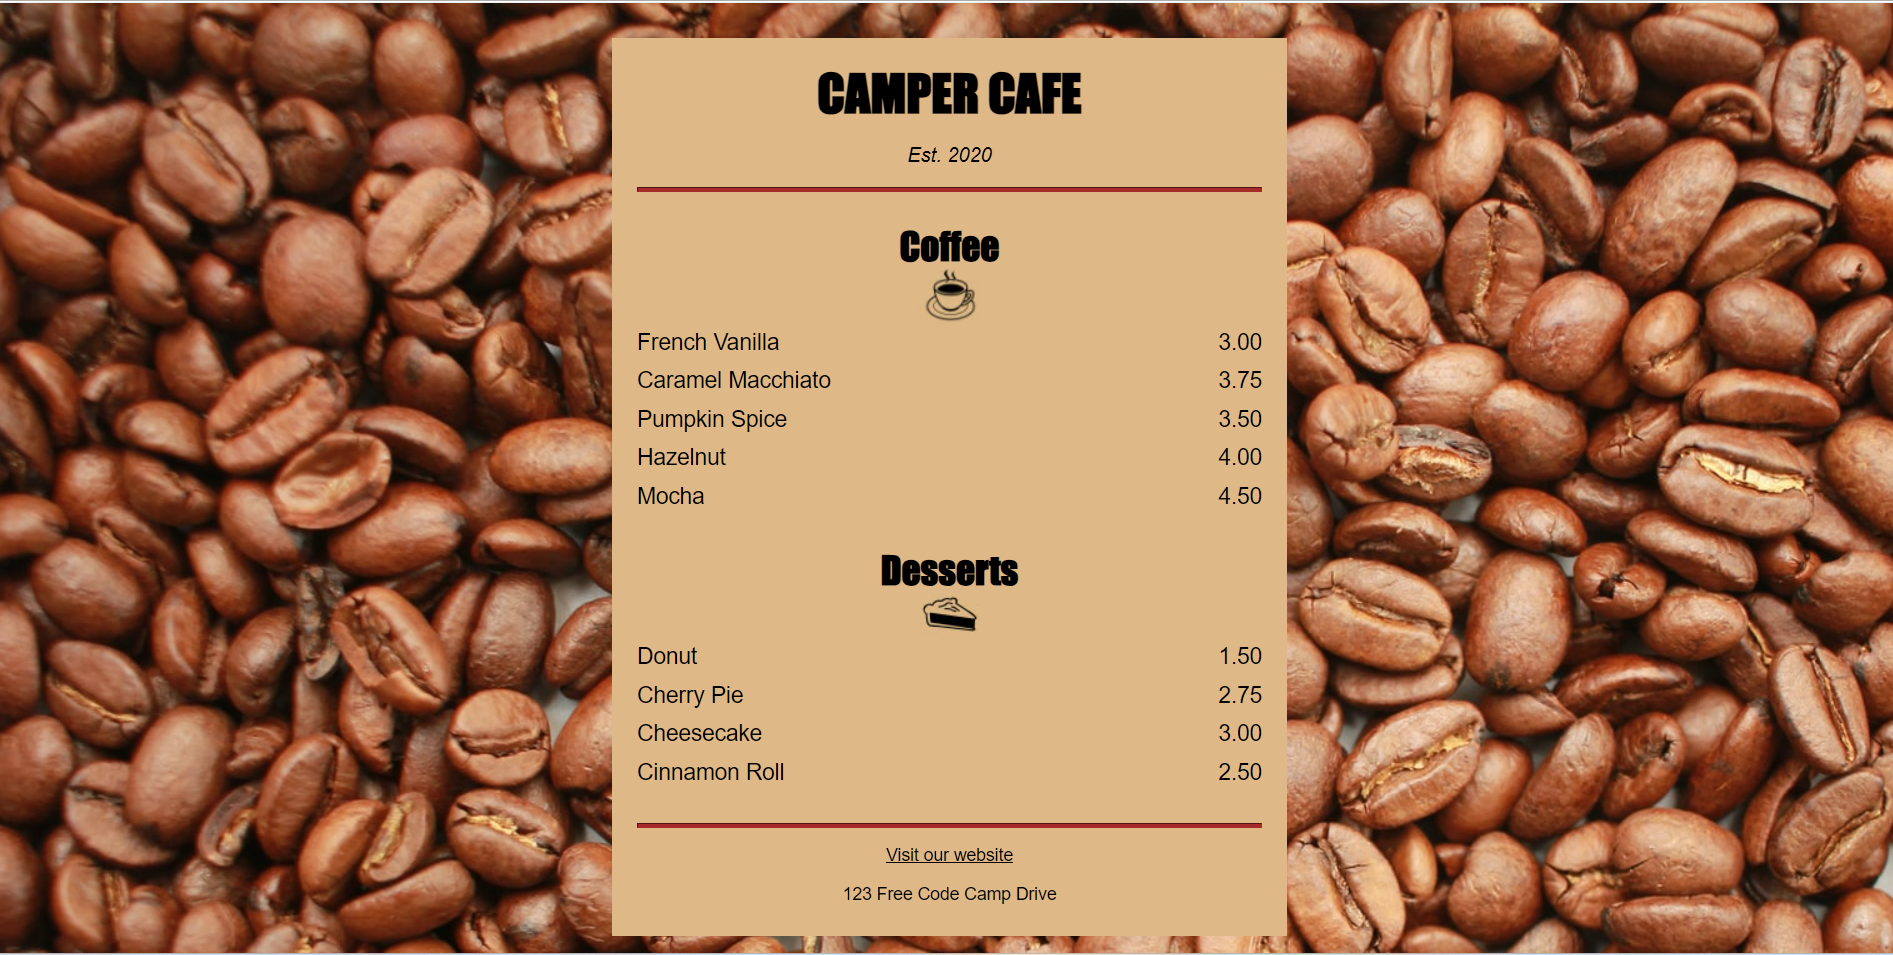 CAMPER CAFE
Est. 2020
Coffee
French Vanilla 3.00
Caramel Macchiato 3.75
Pumpkin Spice 3.50
Hazelnut 4.00
Mocha 4.50
Desserts
Donut 1.50
Cherry Pie 2.75
Cheesecake 3.00
Cinnamon Roll 2.50
Visit our website
123 Free Code Camp Drive